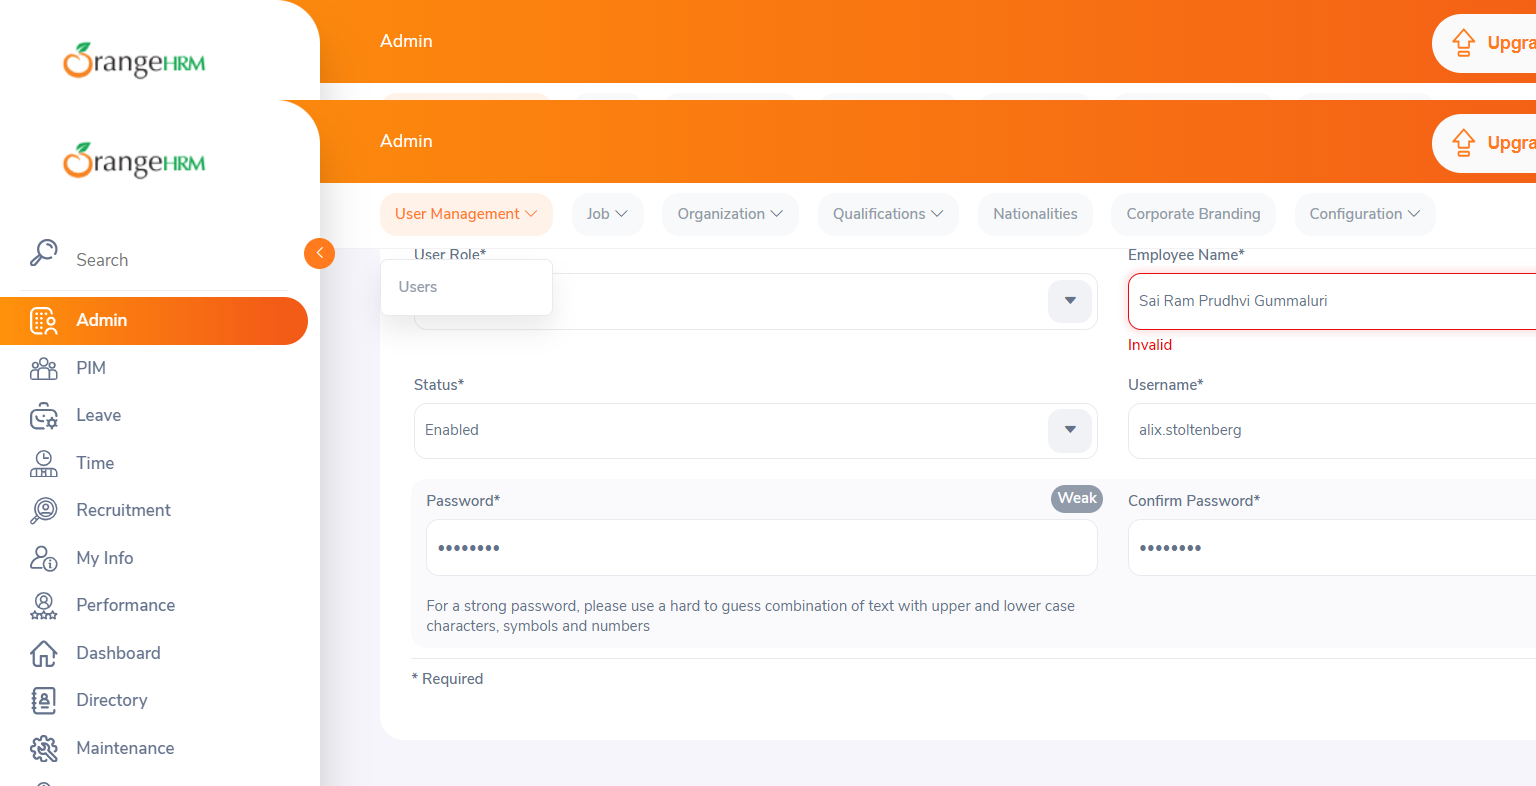 OrangeHRM
Admin
Upgra
OrangeHRM
Admin
Upgra
User Management
Job
Organization
Qualifications
Nationalities
Corporate Branding
Configuration
Search
Admin
PIM
Leave
Time
Recruitment
My Info
Performance
Dashboard
Directory
Maintenance
User Role*
Users
Employee Name*
Sai Ram Prudhvi Gummaluri
Invalid
Status*
Enabled
Username*
alix.stoltenberg
Password*
Weak
••••••••
Confirm Password*
••••••••
For a strong password, please use a hard to guess combination of text with upper and lower case
characters, symbols and numbers
* Required